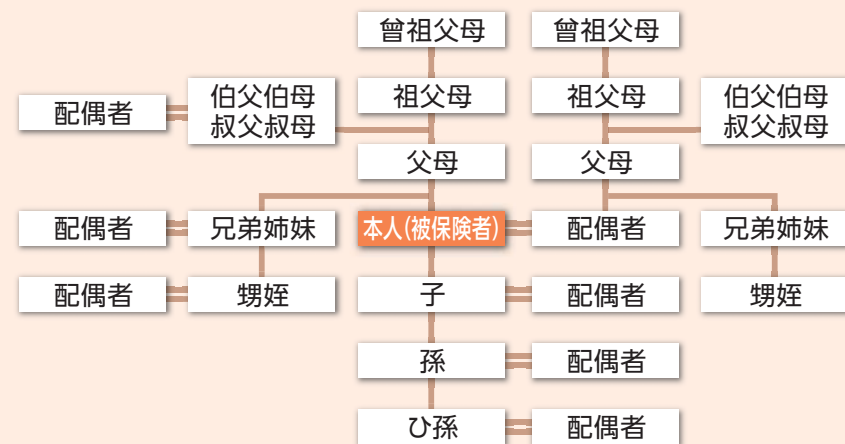 曾祖父母
曾祖父母
配偶者
伯父伯母
叔父叔母
祖父母
祖父母
伯父伯母
叔父叔母
父母
父母
配偶者
兄弟姉妹
本人(被保険者)
配偶者
兄弟姉妹
配偶者
甥姪
子
配偶者
甥姪
孫
配偶者
ひ孫
配偶者